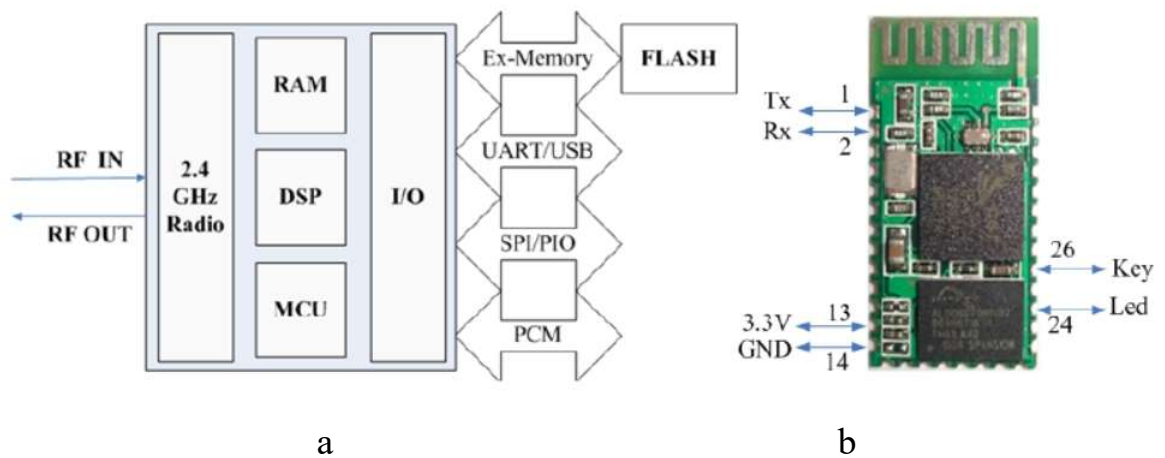 RF IN
RF OUT
2.4
GHz
Radio
RAM
DSP
MCU
I/O
Ex-Memory
FLASH
UART/USB
SPI/PIO
PCM
Tx 1
Rx 2
26 Key
24 Led
3.3V 13
GND 14
a
b